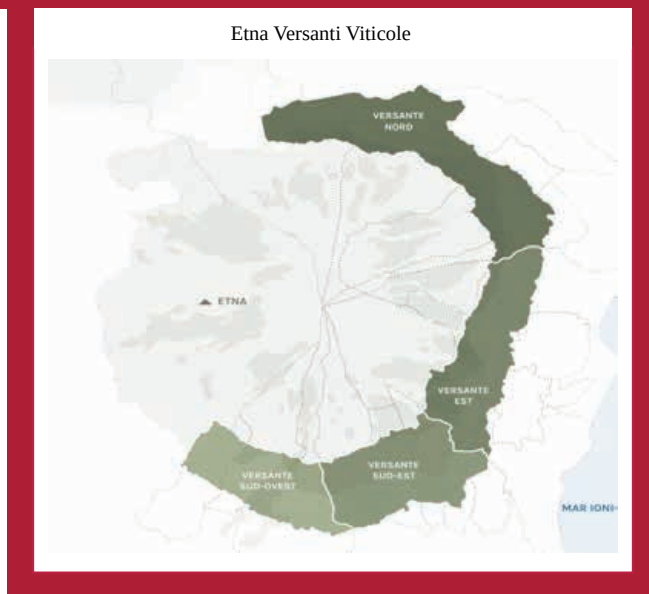 Etna Versanti Viticole
VERSANTE
NORD
ETNA
VERSANTE
EST
VERSANTE
SUD-EST
VERSANTE
SUD-OVEST
MAR IONI-